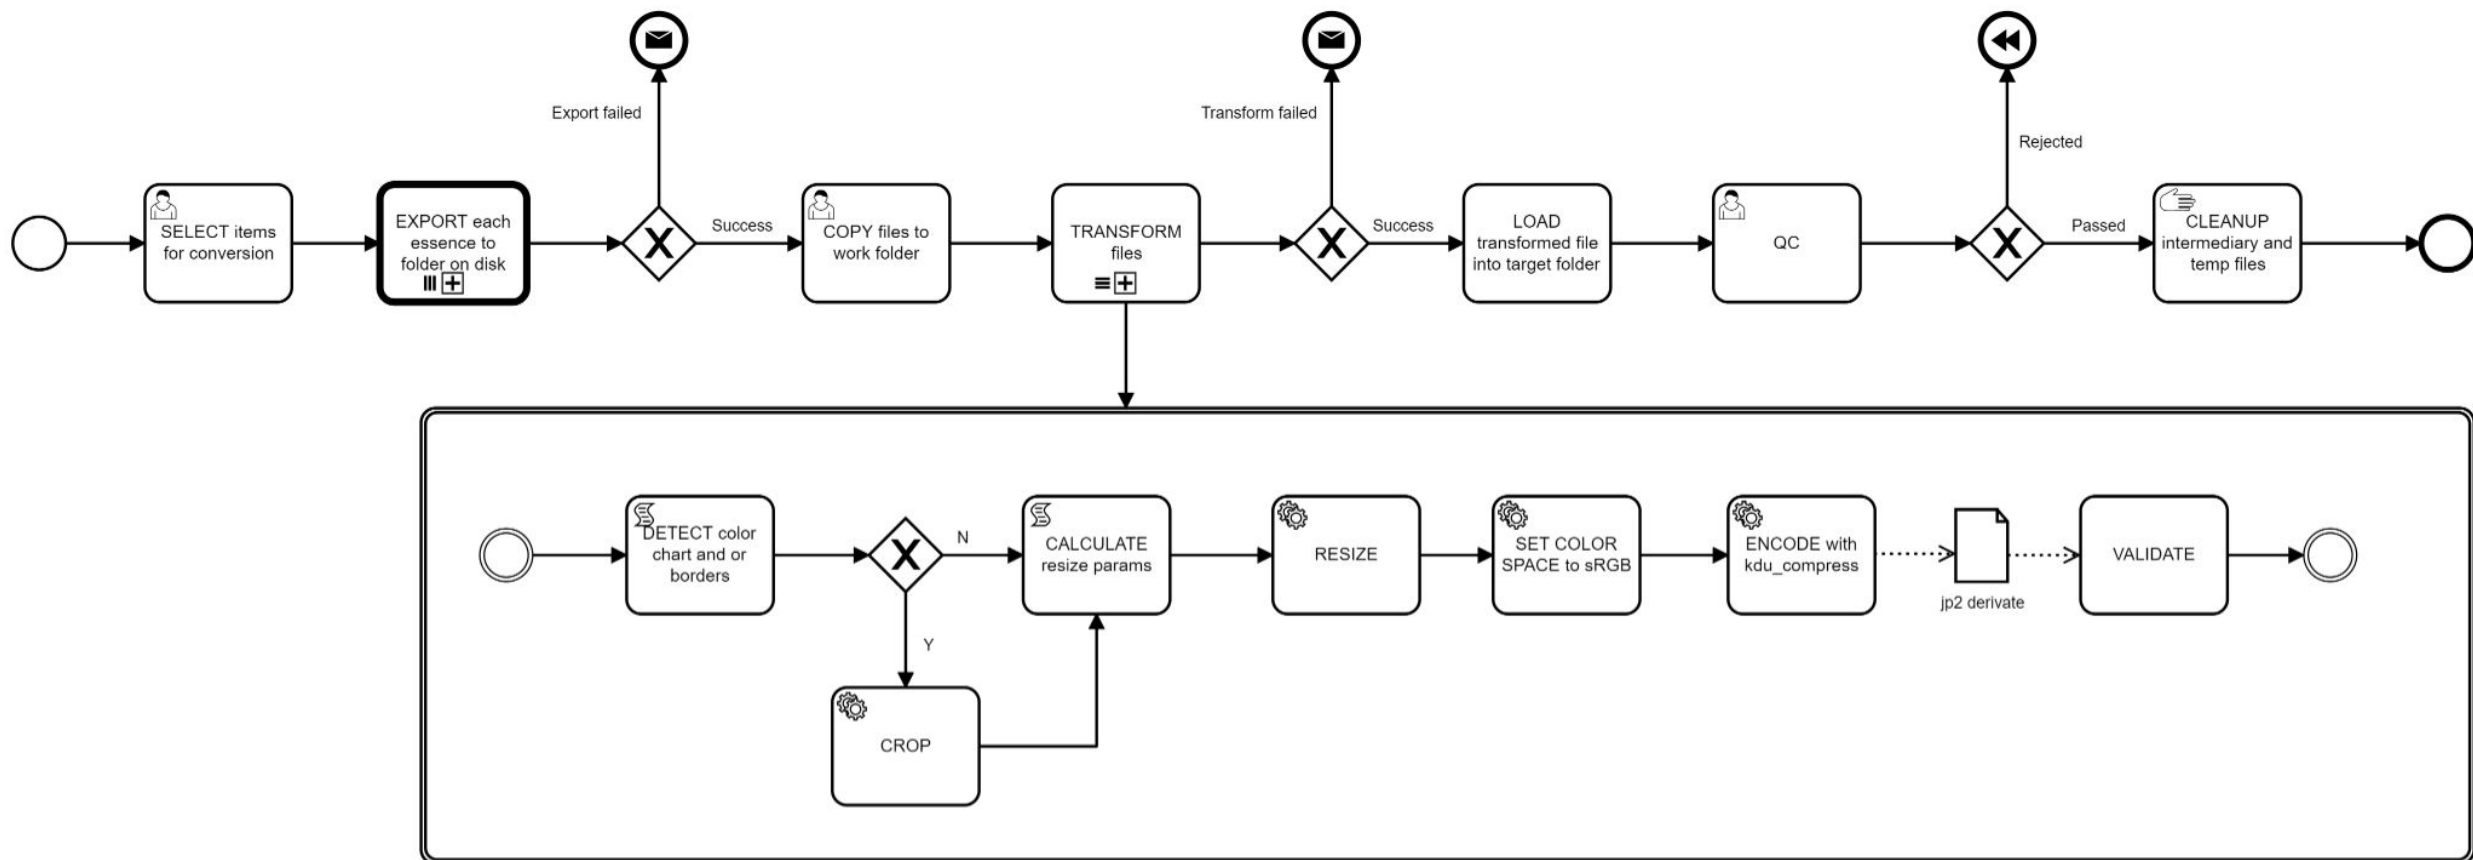 Export failed
Transform failed
Rejected
SELECT items
for conversion
EXPORT each
essence to
folder on disk
X
Success
COPY files to
work folder
TRANSFORM
files
X
Success
LOAD
transformed file
into target folder
QC
X
Passed
CLEANUP
intermediary and
temp files
DETECT color
chart and or
borders
X
N
Y
CROP
CALCULATE
resize params
RESIZE
SET COLOR
SPACE to sRGB
ENCODE with
kdu_compress
jp2 derivate
VALIDATE